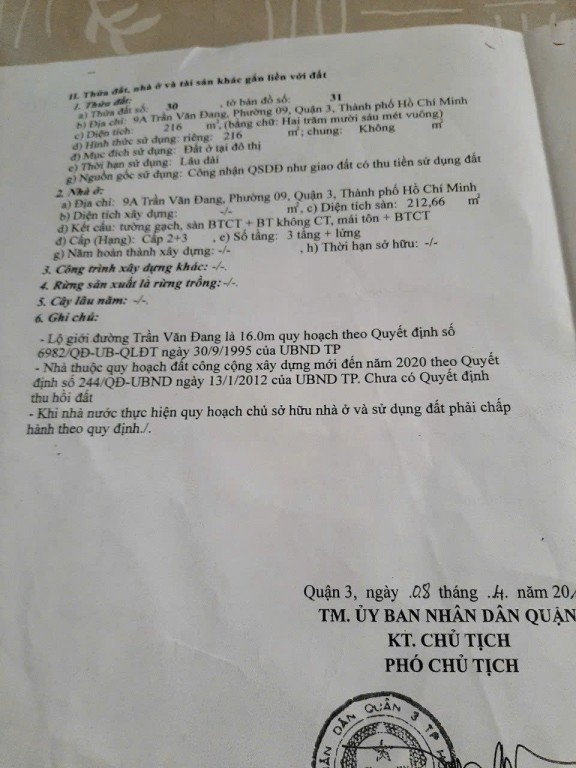 II. Thửa đất, nhà ở và tài sản khác gắn liền với đất
1. Thửa đất:
a) Thửa đất số: 30 , tờ bản đồ số: 31
b) Địa chỉ: 9A Trần Văn Đang, Phường 09, Quận 3, Thành phố Hồ Chí Minh
c) Diện tích: 216 m², (bằng chữ: Hai trăm mười sáu mét vuông)
d) Hình thức sử dụng: riêng: 216 m²; chung: Không m²
đ) Mục đích sử dụng: Đất ở tại đô thị
e) Thời hạn sử dụng: Lâu dài
g) Nguồn gốc sử dụng: Công nhận QSDĐ như giao đất có thu tiền sử dụng đất
2. Nhà ở:
a) Địa chỉ: 9A Trần Văn Đang, Phường 09, Quận 3, Thành phố Hồ Chí Minh
b) Diện tích xây dựng: -/- m², c) Diện tích sàn: 212,66 m²
d) Kết cấu: tường gạch, sàn BTCT + BT không CT, mái tôn + BTCT
đ) Cấp (Hạng): Cấp 2+3 , e) Số tầng: 3 tầng + lửng
g) Năm hoàn thành xây dựng: -/- , h) Thời hạn sở hữu: -/-
3. Công trình xây dựng khác: -/-.
4. Rừng sản xuất là rừng trồng: -/-.
5. Cây lâu năm: -/-.
6. Ghi chú:
- Lộ giới đường Trần Văn Đang là 16.0m quy hoạch theo Quyết định số
6982/QĐ-UB-QLĐT ngày 30/9/1995 của UBND TP
- Nhà thuộc quy hoạch đất công cộng xây dựng mới đến năm 2020 theo Quyết
định số 244/QĐ-UBND ngày 13/1/2012 của UBND TP. Chưa có Quyết định
thu hồi đất
- Khi nhà nước thực hiện quy hoạch chủ sở hữu nhà ở và sử dụng đất phải chấp
hành theo quy định./.
Quận 3, ngày .08 tháng .4. năm 20
TM. ỦY BAN NHÂN DÂN QUẬN
KT. CHỦ TỊCH
PHÓ CHỦ TỊCH
DÂN QUẬN 3 TP